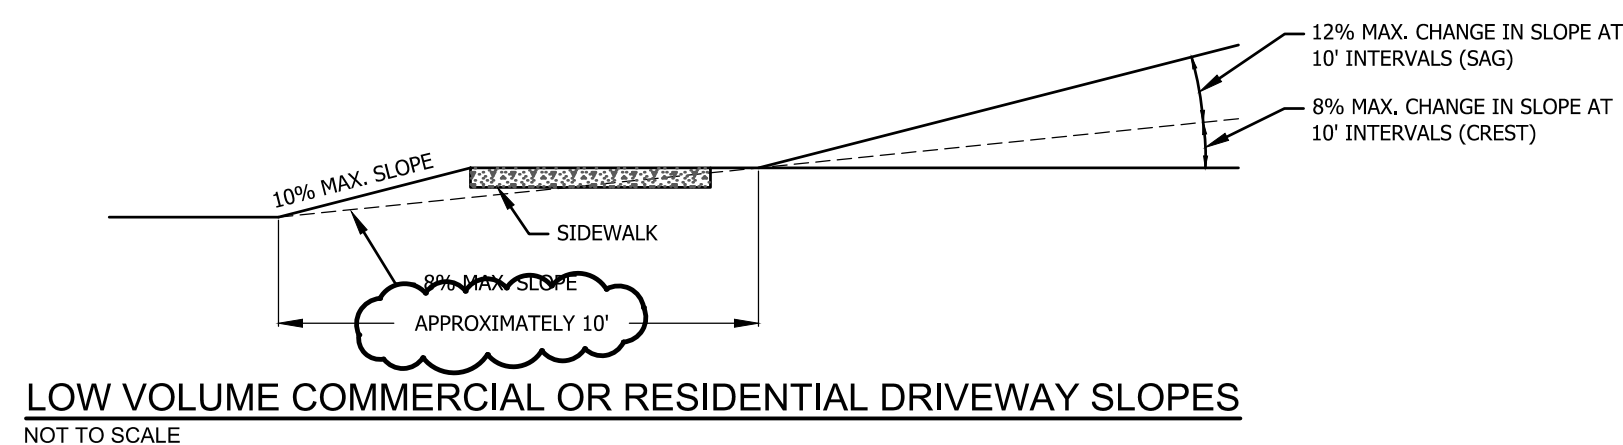 12% MAX. CHANGE IN SLOPE AT
10' INTERVALS (SAG)
8% MAX. CHANGE IN SLOPE AT
10' INTERVALS (CREST)
10% MAX. SLOPE
SIDEWALK
8% MAX. SLOPE
APPROXIMATELY 10'
LOW VOLUME COMMERCIAL OR RESIDENTIAL DRIVEWAY SLOPES
NOT TO SCALE